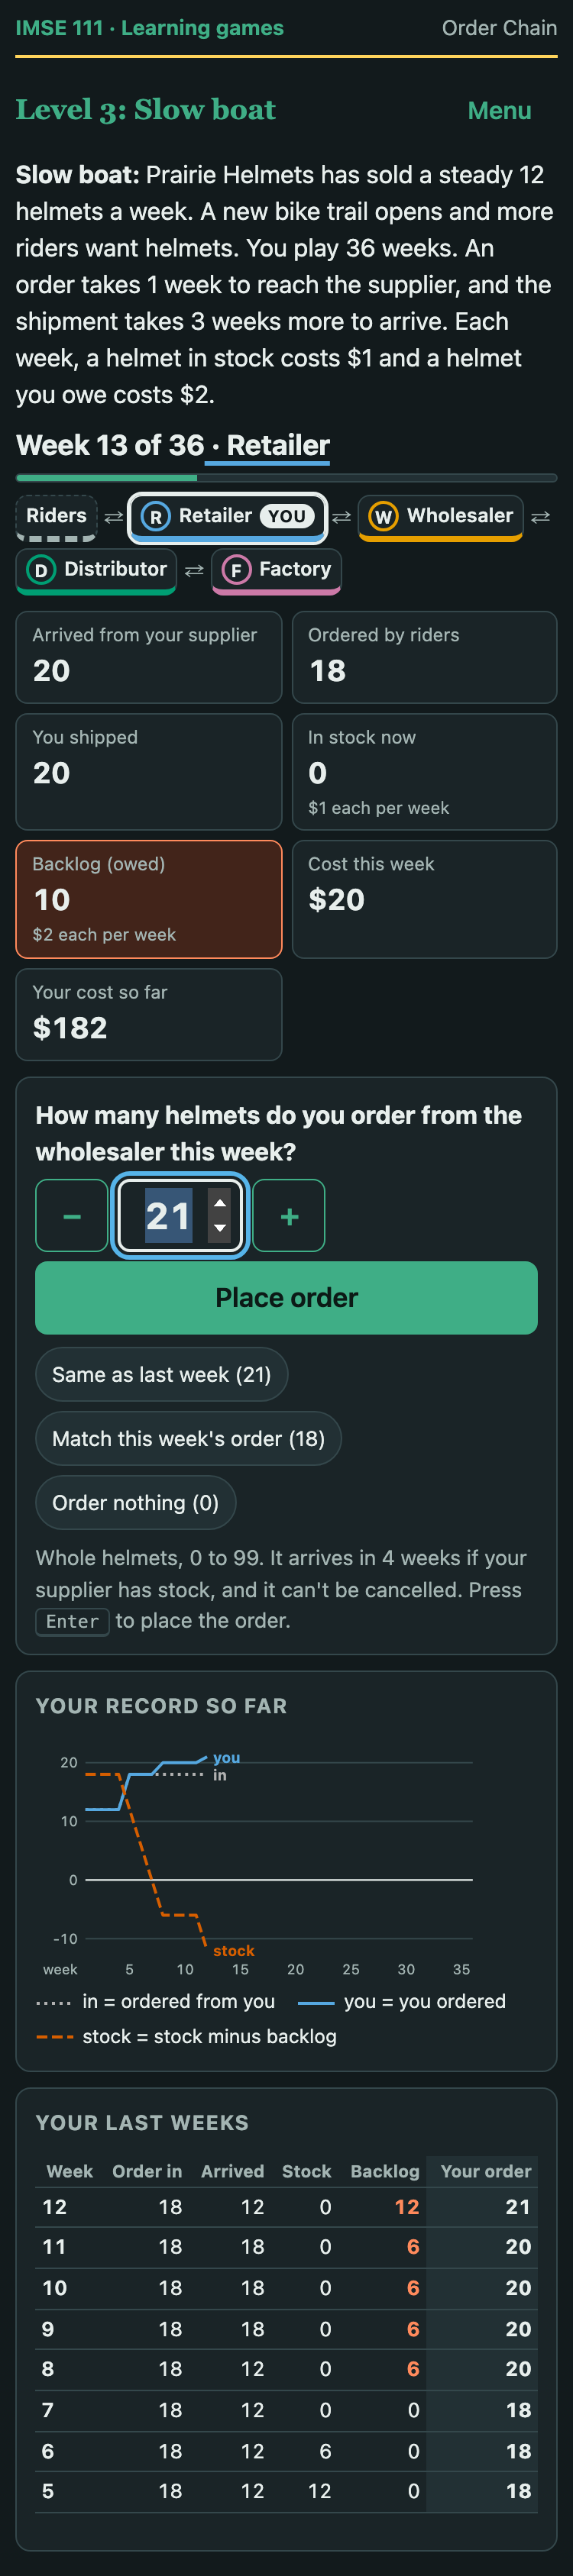 IMSE 111 · Learning games
Order Chain
Level 3: Slow boat
Menu
Slow boat: Prairie Helmets has sold a steady 12
helmets a week. A new bike trail opens and more
riders want helmets. You play 36 weeks. An
order takes 1 week to reach the supplier, and the
shipment takes 3 weeks more to arrive. Each
week, a helmet in stock costs $1 and a helmet
you owe costs $2.
Week 13 of 36 · Retailer
Riders ⇄ R Retailer YOU ⇄ W Wholesaler ⇄
D Distributor ⇄ F Factory
Arrived from your supplier
20
Ordered by riders
18
You shipped
20
In stock now
0
$1 each per week
Backlog (owed)
10
$2 each per week
Cost this week
$20
Your cost so far
$182
How many helmets do you order from the
wholesaler this week?
− 21 +
Place order
Same as last week (21)
Match this week's order (18)
Order nothing (0)
Whole helmets, 0 to 99. It arrives in 4 weeks if your
supplier has stock, and it can't be cancelled. Press
Enter to place the order.
YOUR RECORD SO FAR
20
10
0
-10
you
in
stock
week 5 10 15 20 25 30 35
in = ordered from you you = you ordered
stock = stock minus backlog
YOUR LAST WEEKS
Week Order in Arrived Stock Backlog Your order
12 18 12 0 12 21
11 18 18 0 6 20
10 18 18 0 6 20
9 18 18 0 6 20
8 18 12 0 6 20
7 18 12 0 0 18
6 18 12 6 0 18
5 18 12 12 0 18